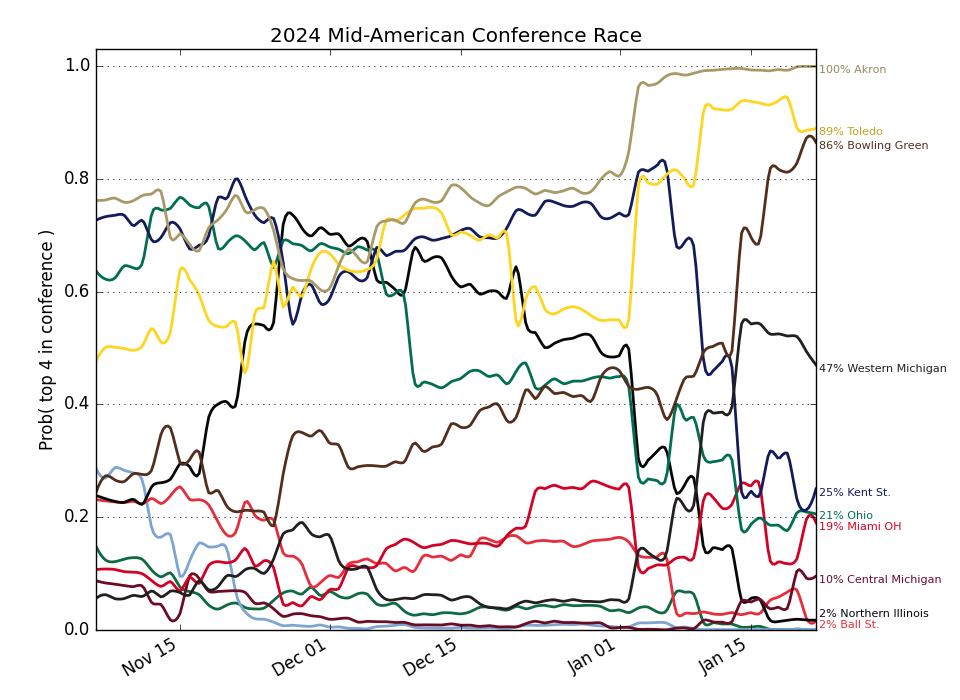 2024 Mid-American Conference Race
Prob( top 4 in conference )
1.0
0.8
0.6
0.4
0.2
0.0
Nov 15
Dec 01
Dec 15
Jan 01
Jan 15
100% Akron
89% Toledo
86% Bowling Green
47% Western Michigan
25% Kent St.
21% Ohio
19% Miami OH
10% Central Michigan
2% Northern Illinois
2% Ball St.